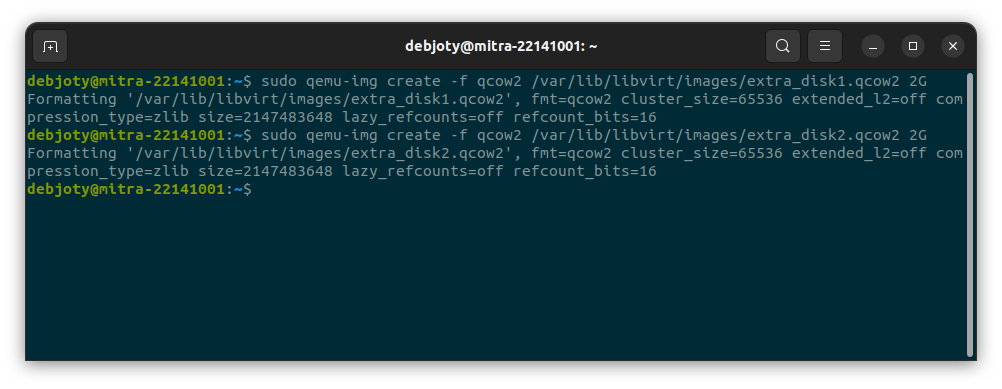 debjoty@mitra-22141001: ~
debjoty@mitra-22141001:~$ sudo qemu-img create -f qcow2 /var/lib/libvirt/images/extra_disk1.qcow2 2G
Formatting '/var/lib/libvirt/images/extra_disk1.qcow2', fmt=qcow2 cluster_size=65536 extended_l2=off com
pression_type=zlib size=2147483648 lazy_refcounts=off refcount_bits=16
debjoty@mitra-22141001:~$ sudo qemu-img create -f qcow2 /var/lib/libvirt/images/extra_disk2.qcow2 2G
Formatting '/var/lib/libvirt/images/extra_disk2.qcow2', fmt=qcow2 cluster_size=65536 extended_l2=off com
pression_type=zlib size=2147483648 lazy_refcounts=off refcount_bits=16
debjoty@mitra-22141001:~$